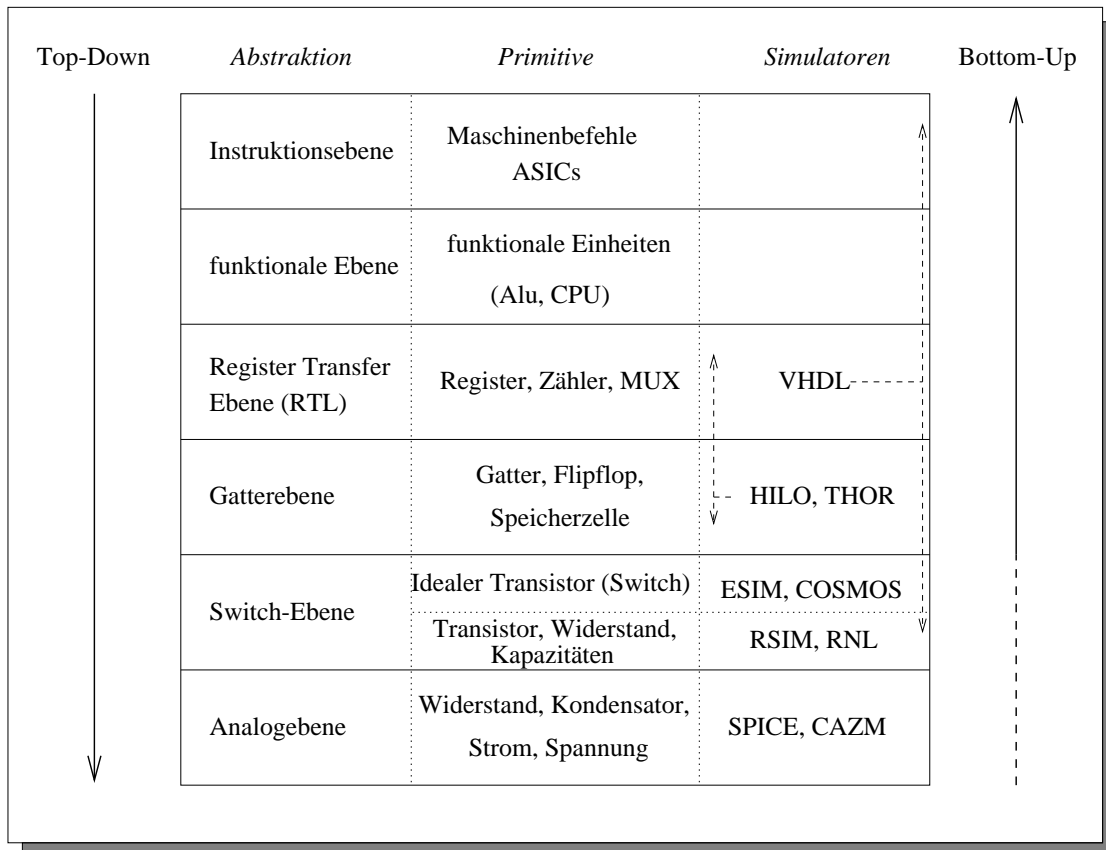 Top-Down Abstraktion Primitive Simulatoren Bottom-Up
Instruktionsebene
Maschinenbefehle
ASICs
funktionale Ebene
funktionale Einheiten
(Alu, CPU)
Register Transfer
Ebene (RTL)
Register, Zähler, MUX
VHDL
Gatterebene
Gatter, Flipflop,
Speicherzelle
HILO, THOR
Switch-Ebene
Idealer Transistor (Switch)
ESIM, COSMOS
Transistor, Widerstand,
Kapazitäten
RSIM, RNL
Analogebene
Widerstand, Kondensator,
Strom, Spannung
SPICE, CAZM